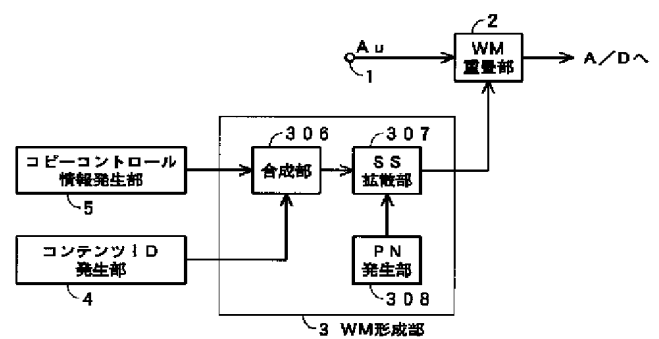 2
Au
WM
重畳部
A/Dへ
1
306
307
コピーコントロール
情報発生部
合成部
SS
拡散部
5
コンテンツID
発生部
PN
発生部
4
308
3 WM形成部